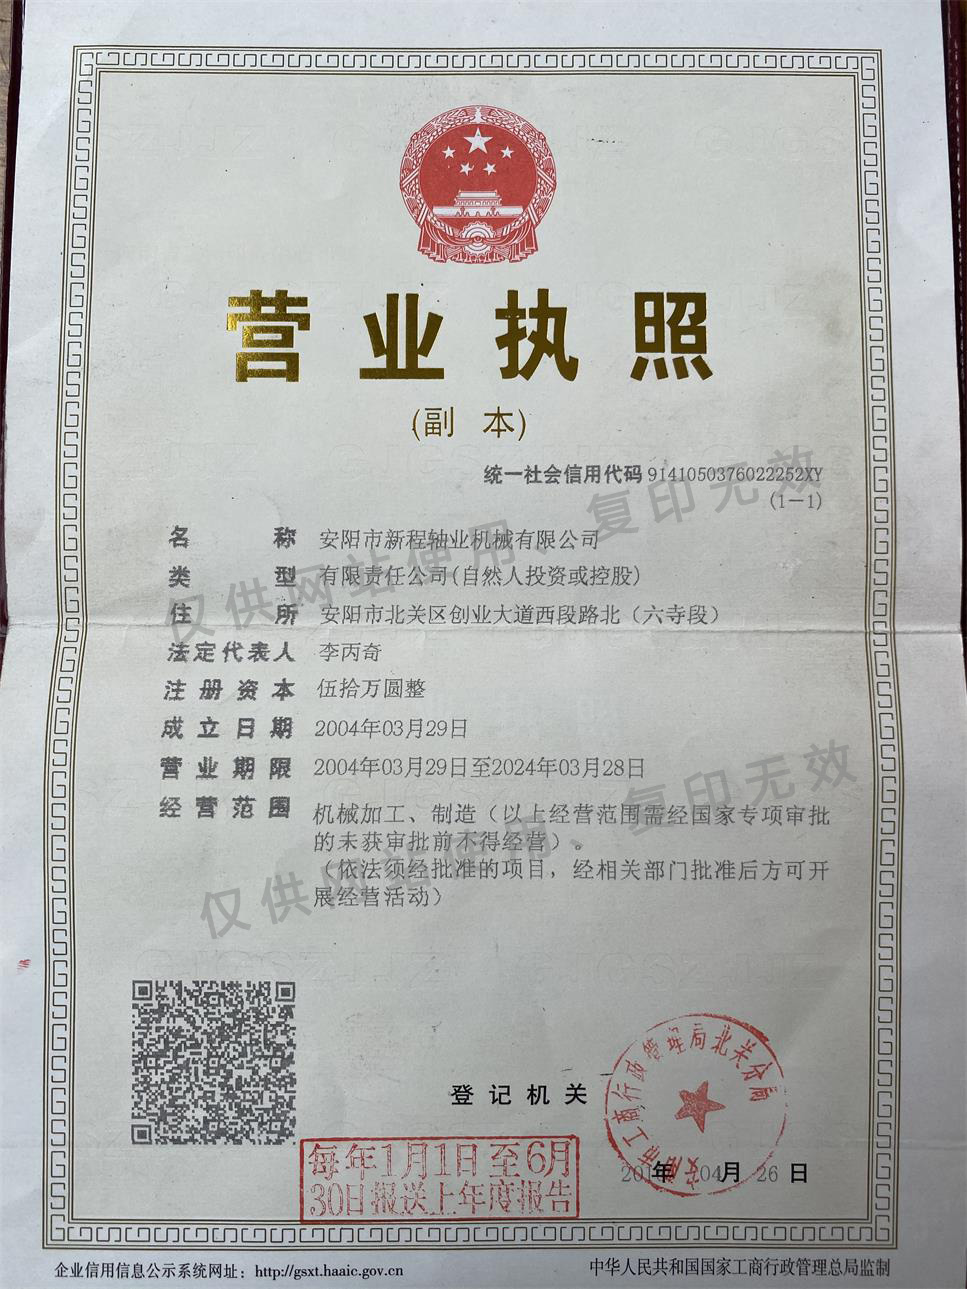 营业执照
(副 本)
统一社会信用代码 9141050376022252XY
(1-1)
名称 安阳市新程轴业机械有限公司
类型 有限责任公司(自然人投资或控股)
住所 安阳市北关区创业大道西段路北（六寺段）
法定代表人 李丙奇
注册资本 伍拾万圆整
成立日期 2004年03月29日
营业期限 2004年03月29日至2024年03月28日
经营范围 机械加工、制造（以上经营范围需经国家专项审批
的未获审批前不得经营）。
（依法须经批准的项目，经相关部门批准后方可开
展经营活动）
仅供网站使用、复印无效
仅供网站使用、复印无效
登记机关
安阳市工商行政管理局北关分局
年 04月 26日
每年1月1日至6月
30日报送上年度报告
企业信用信息公示系统网址：http://gsxt.haaic.gov.cn
中华人民共和国国家工商行政管理总局监制